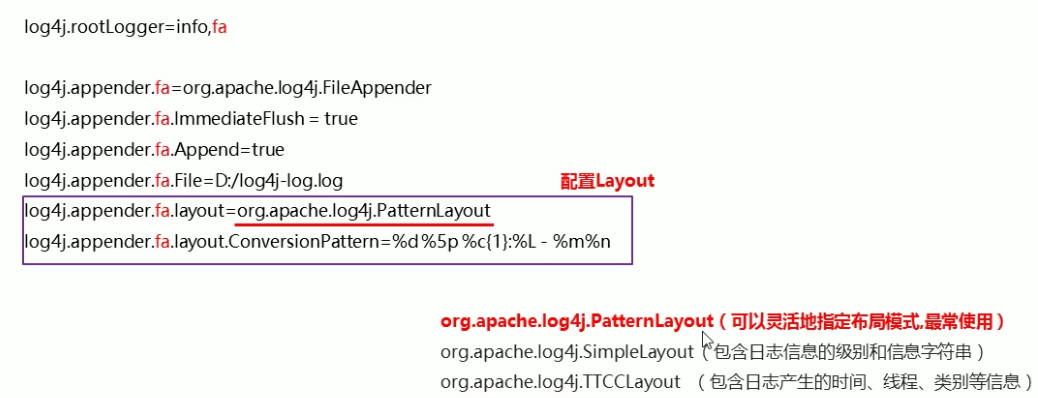 log4j.rootLogger=info,fa
log4j.appender.fa=org.apache.log4j.FileAppender
log4j.appender.fa.ImmediateFlush = true
log4j.appender.fa.Append=true
log4j.appender.fa.File=D:/log4j-log.log
配置Layout
log4j.appender.fa.layout=org.apache.log4j.PatternLayout
log4j.appender.fa.layout.ConversionPattern=%d %5p %c{1}:%L - %m%n
org.apache.log4j.PatternLayout（可以灵活地指定布局模式,最常使用）
org.apache.log4j.SimpleLayout（包含日志信息的级别和信息字符串）
org.apache.log4j.TTCCLayout （包含日志产生的时间、线程、类别等信息）